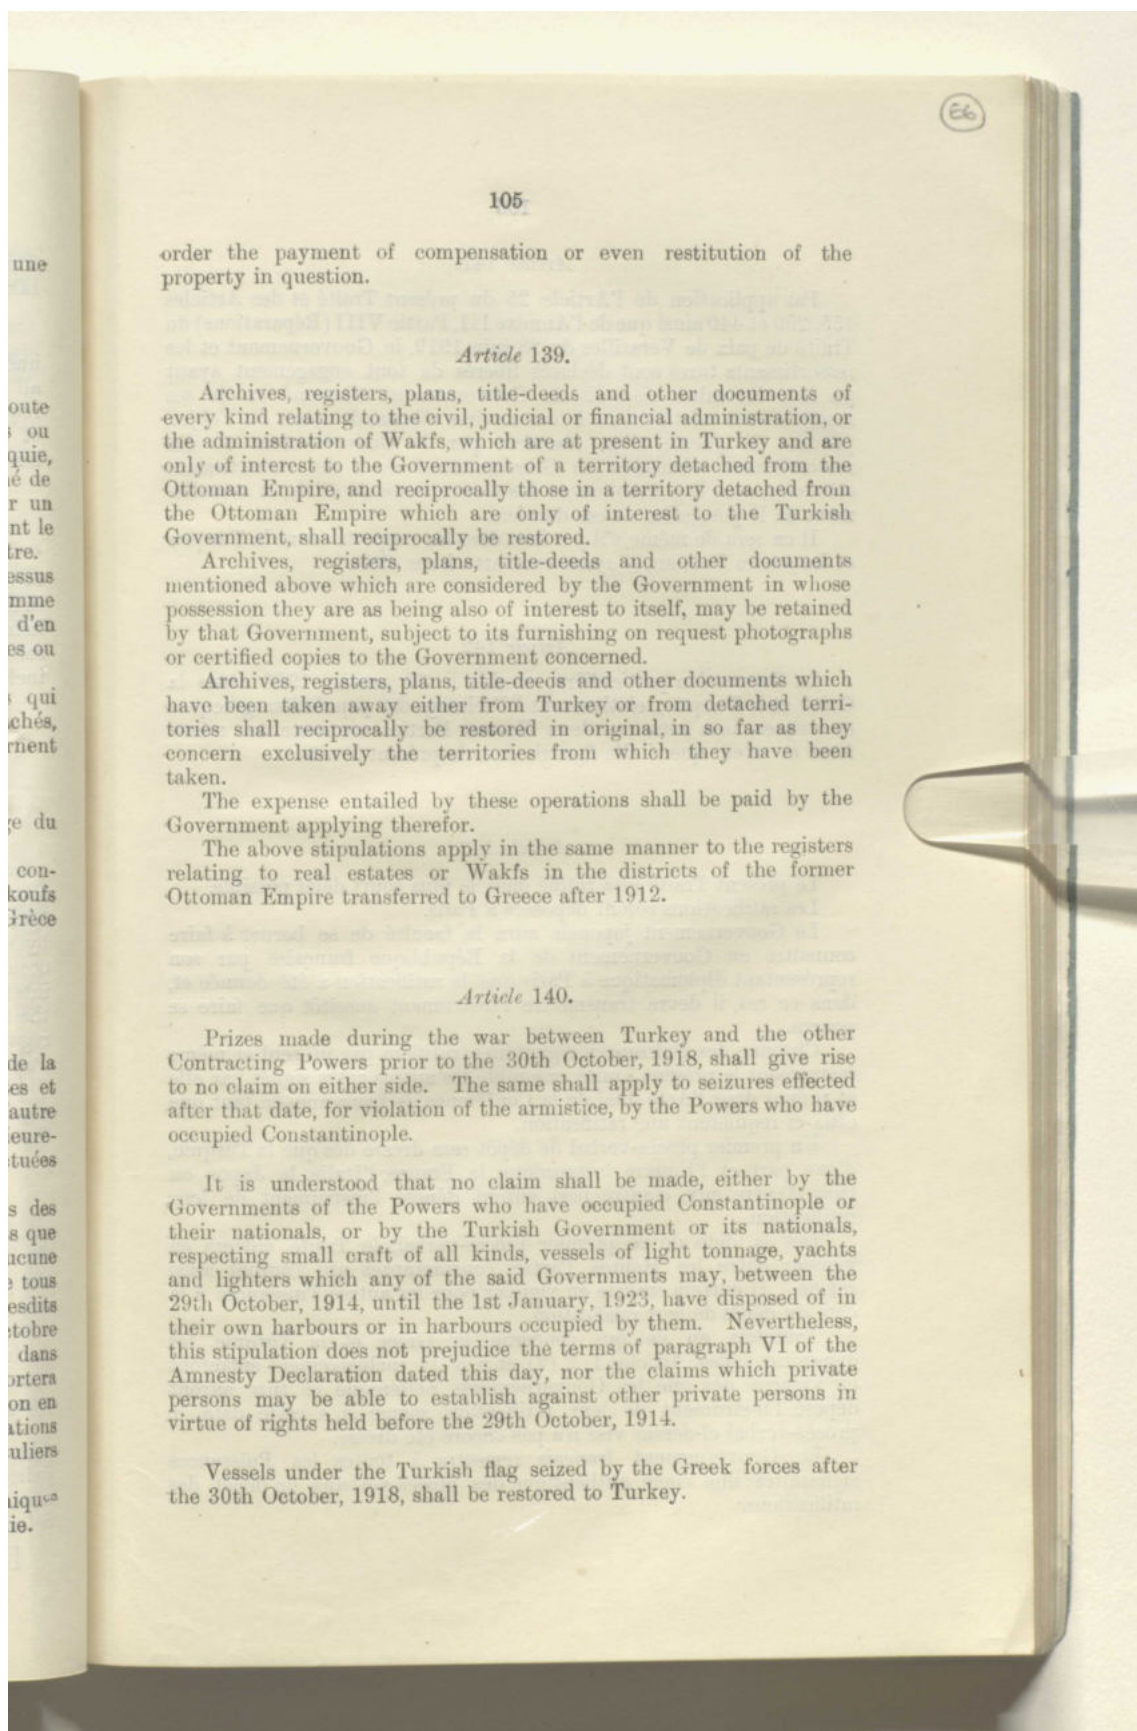 E6
105
order the payment of compensation or even restitution of the
property in question.
Article 139.
Archives, registers, plans, title-deeds and other documents of
every kind relating to the civil, judicial or financial administration, or
the administration of Wakfs, which are at present in Turkey and are
only of interest to the Government of a territory detached from the
Ottoman Empire, and reciprocally those in a territory detached from
the Ottoman Empire which are only of interest to the Turkish
Government, shall reciprocally be restored.
Archives, registers, plans, title-deeds and other documents
mentioned above which are considered by the Government in whose
possession they are as being also of interest to itself, may be retained
by that Government, subject to its furnishing on request photographs
or certified copies to the Government concerned.
Archives, registers, plans, title-deeds and other documents which
have been taken away either from Turkey or from detached terri-
tories shall reciprocally be restored in original, in so far as they
concern exclusively the territories from which they have been
taken.
The expense entailed by these operations shall be paid by the
Government applying therefor.
The above stipulations apply in the same manner to the registers
relating to real estates or Wakfs in the districts of the former
Ottoman Empire transferred to Greece after 1912.
Article 140.
Prizes made during the war between Turkey and the other
Contracting Powers prior to the 30th October, 1918, shall give rise
to no claim on either side. The same shall apply to seizures effected
after that date, for violation of the armistice, by the Powers who have
occupied Constantinople.
It is understood that no claim shall be made, either by the
Governments of the Powers who have occupied Constantinople or
their nationals, or by the Turkish Government or its nationals,
respecting small craft of all kinds, vessels of light tonnage, yachts
and lighters which any of the said Governments may, between the
29th October, 1914, until the 1st January, 1923, have disposed of in
their own harbours or in harbours occupied by them. Nevertheless,
this stipulation does not prejudice the terms of paragraph VI of the
Amnesty Declaration dated this day, nor the claims which private
persons may be able to establish against other private persons in
virtue of rights held before the 29th October, 1914.
Vessels under the Turkish flag seized by the Greek forces after
the 30th October, 1918, shall be restored to Turkey.